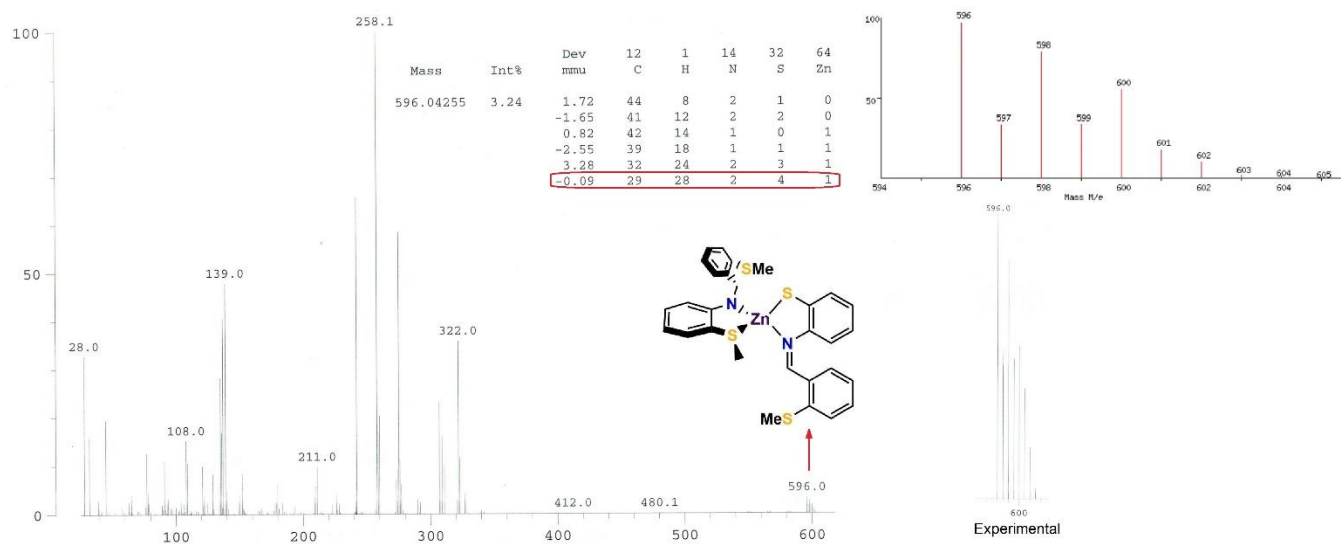 100
258.1
Dev 12 1 14 32 64
Mass Int% mmu C H N S Zn
596.04255 3.24 1.72 44 8 2 1 0
-1.65 41 12 2 2 0
0.82 42 14 1 0 1
-2.55 39 18 1 1 1
3.28 32 24 2 3 1
-0.09 29 28 2 4 1
100
596
598
600
50
597
599
601
602
603
604
605
594 596 598 600 602 604
Mass M/e
596.0
50
139.0
28.0
322.0
108.0
211.0
SMe
N
S
Zn
S
N
MeS
412.0
480.1
596.0
0
100 200 300 400 500 600
600
Experimental